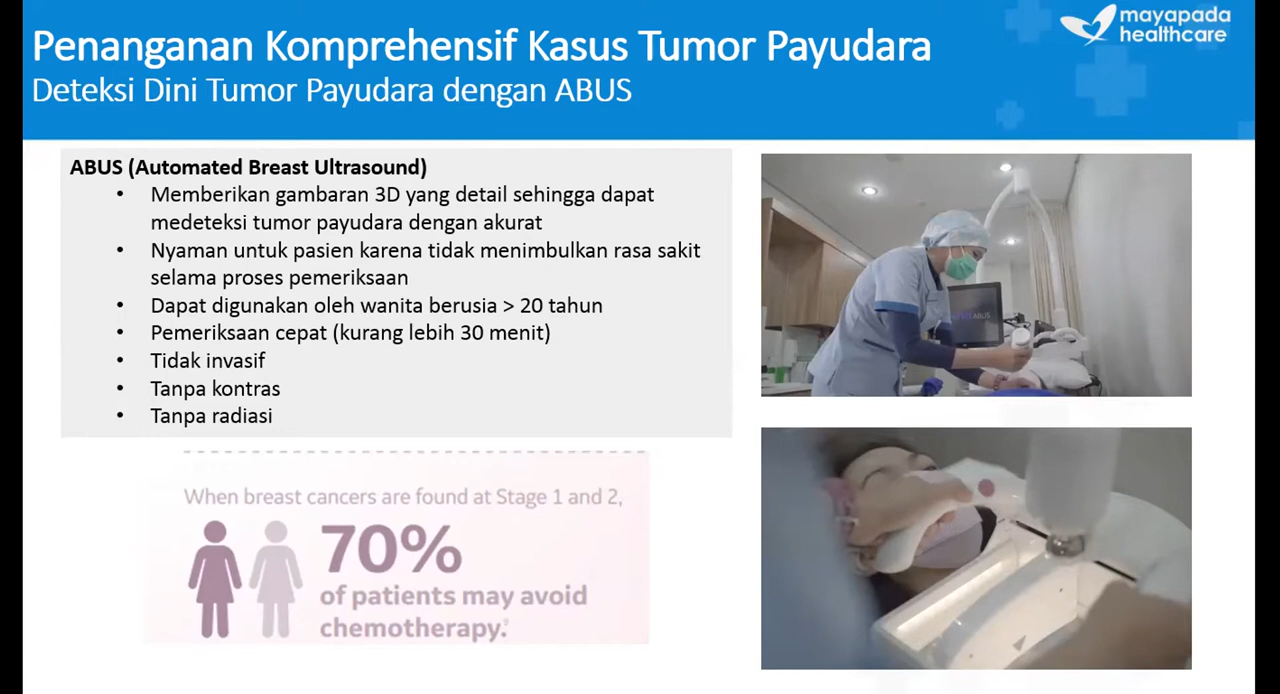 mayapada
healthcare
Penanganan Komprehensif Kasus Tumor Payudara
Deteksi Dini Tumor Payudara dengan ABUS
ABUS (Automated Breast Ultrasound)
• Memberikan gambaran 3D yang detail sehingga dapat
medeteksi tumor payudara dengan akurat
• Nyaman untuk pasien karena tidak menimbulkan rasa sakit
selama proses pemeriksaan
• Dapat digunakan oleh wanita berusia > 20 tahun
• Pemeriksaan cepat (kurang lebih 30 menit)
• Tidak invasif
• Tanpa kontras
• Tanpa radiasi
When breast cancers are found at Stage 1 and 2,
70%
of patients may avoid
chemotherapy.
ABUS